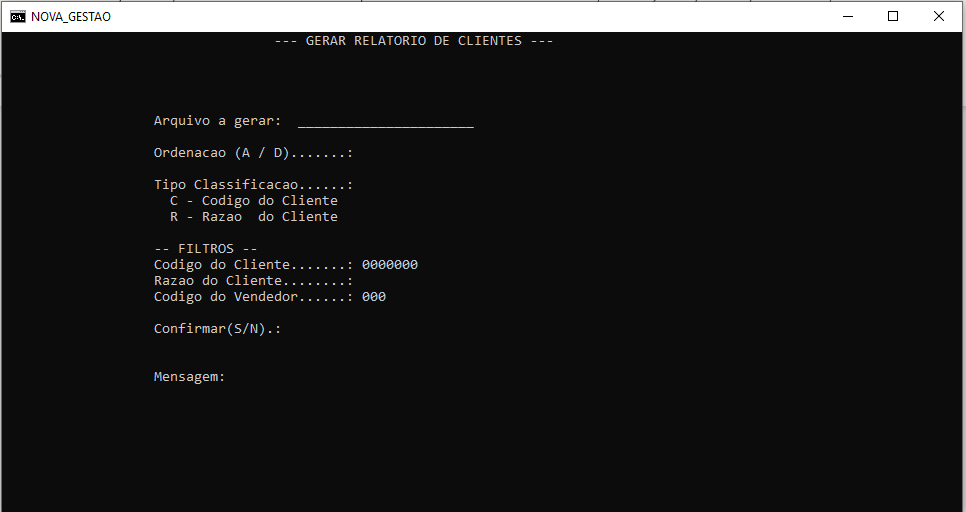 NOVA_GESTAO
--- GERAR RELATORIO DE CLIENTES ---
Arquivo a gerar:  ______________________
Ordenacao (A / D).......:
Tipo Classificacao......:
C - Codigo do Cliente
R - Razao  do Cliente
-- FILTROS --
Codigo do Cliente.......: 0000000
Razao do Cliente........:
Codigo do Vendedor......: 000
Confirmar(S/N).:
Mensagem: